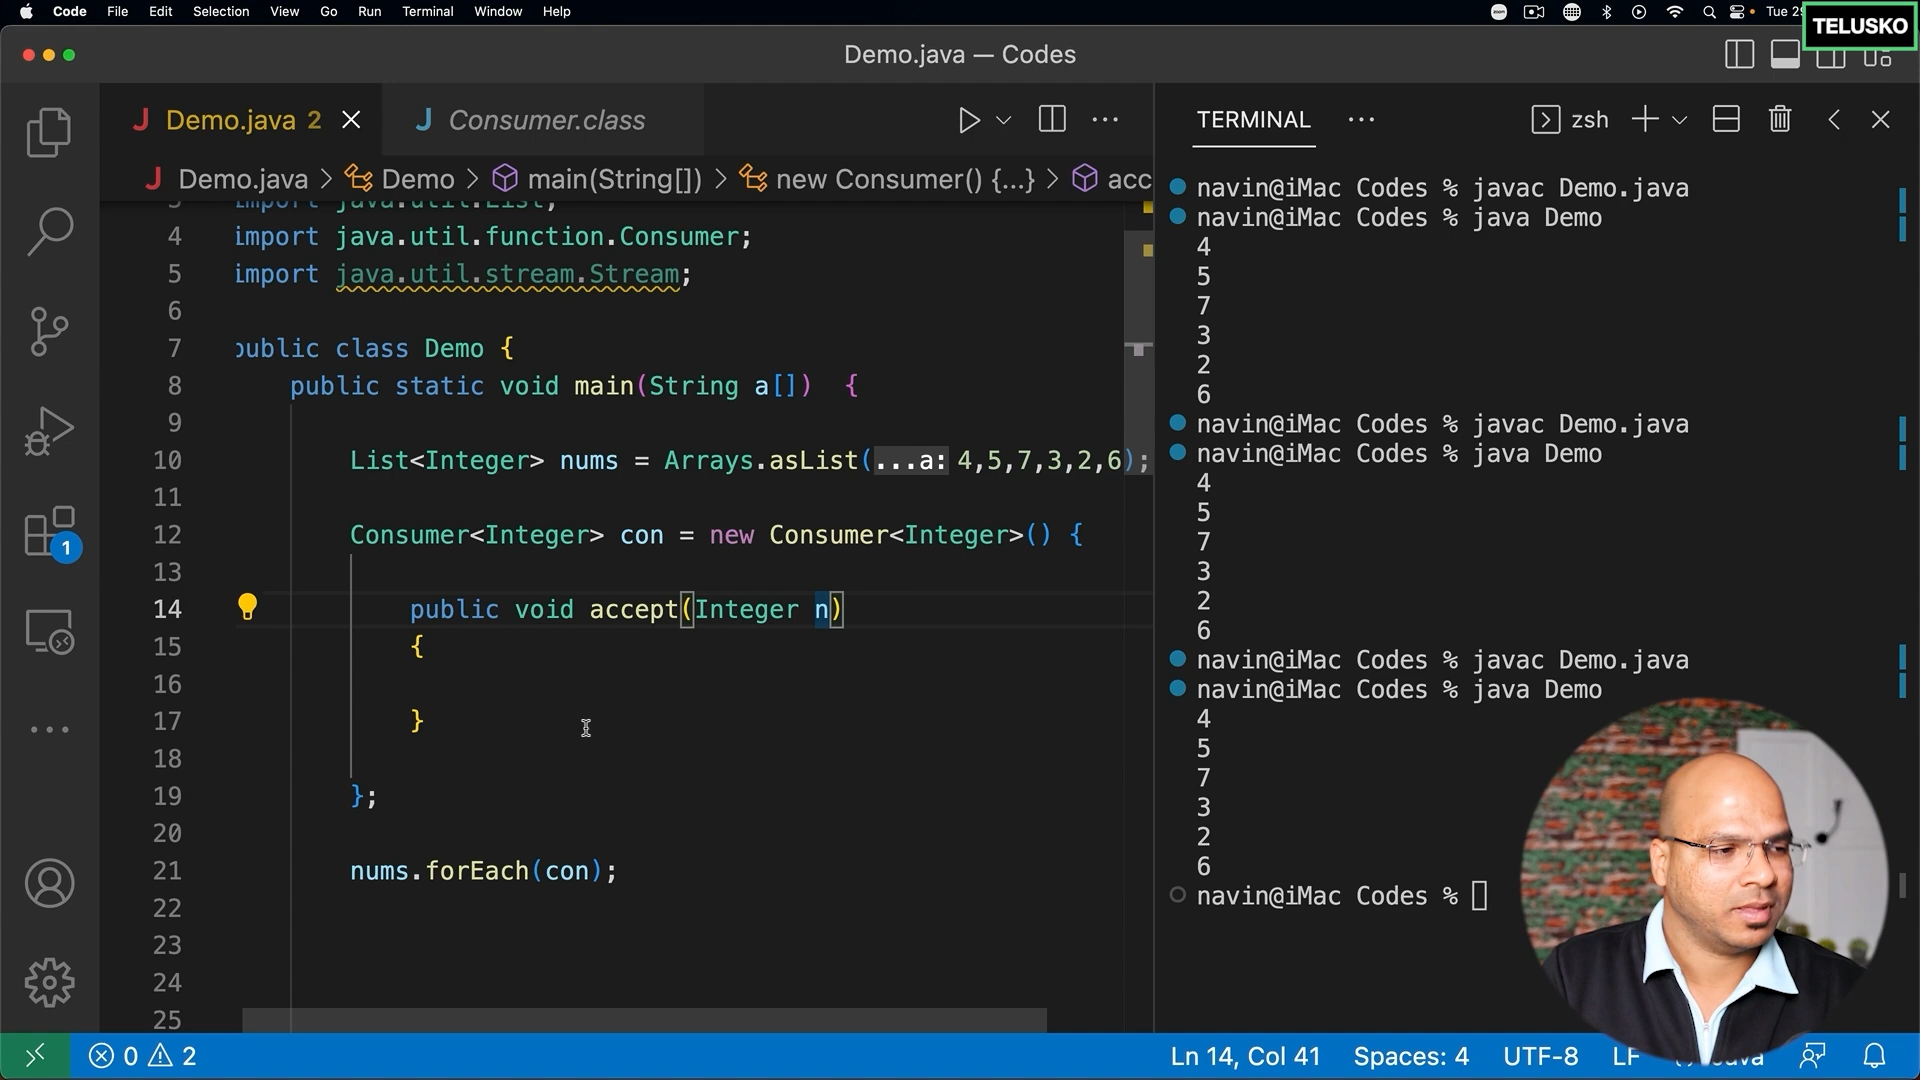 Code File Edit Selection View Go Run Terminal Window Help
Tue 29
TELUSKO
Demo.java — Codes
Demo.java 2
Consumer.class
TERMINAL
zsh
Demo.java > Demo > main(String[]) > new Consumer() {...} > acc
import java.util.List;
4 import java.util.function.Consumer;
5 import java.util.stream.Stream;
6
7 public class Demo {
8 public static void main(String a[]) {
9
10 List<Integer> nums = Arrays.asList(...a: 4,5,7,3,2,6);
11
12 Consumer<Integer> con = new Consumer<Integer>() {
13
14 public void accept(Integer n)
15 {
16
17 }
18
19 };
20
21 nums.forEach(con);
22
23
24
25
navin@iMac Codes % javac Demo.java
navin@iMac Codes % java Demo
4
5
7
3
2
6
navin@iMac Codes % javac Demo.java
navin@iMac Codes % java Demo
4
5
7
3
2
6
navin@iMac Codes % javac Demo.java
navin@iMac Codes % java Demo
4
5
7
3
2
6
navin@iMac Codes %
1
0 2
Ln 14, Col 41 Spaces: 4 UTF-8 LF